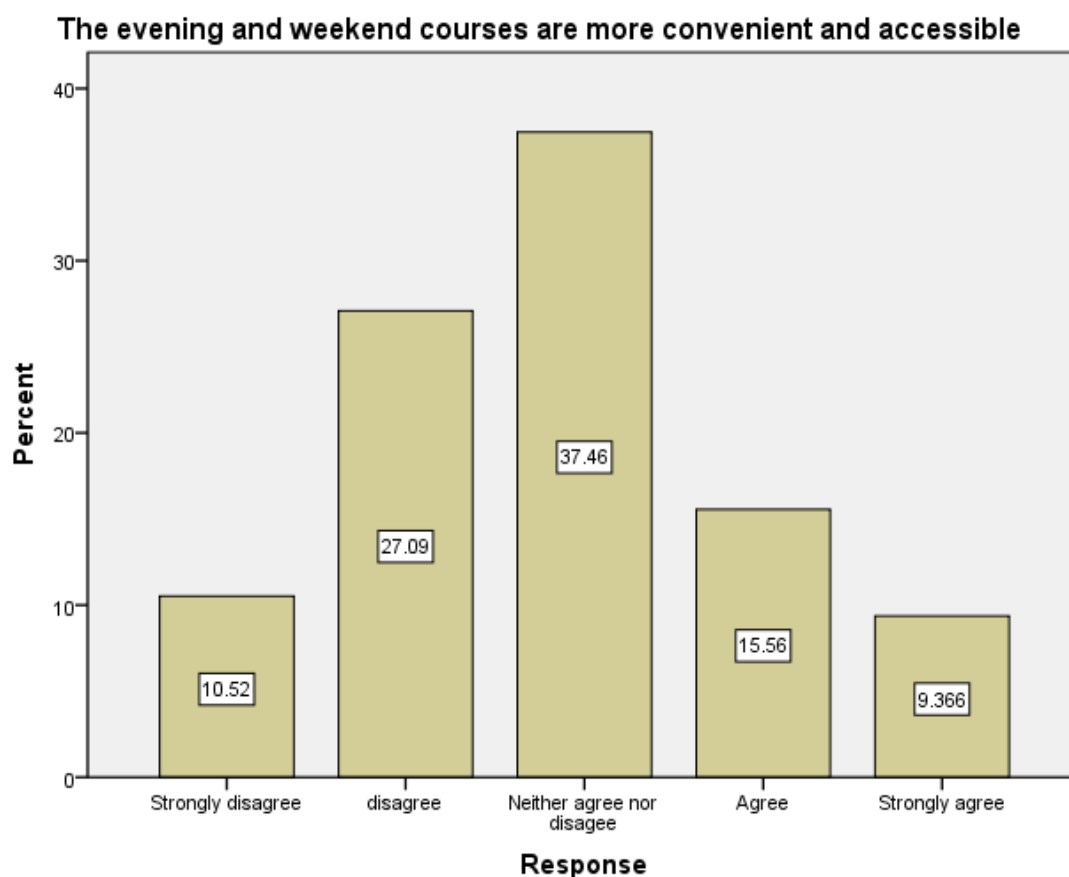 The evening and weekend courses are more convenient and accessible
40
30
20
10
0
Percent
10.52
27.09
37.46
15.56
9.366
Strongly disagree
disagree
Neither agree nor
disagee
Agree
Strongly agree
Response